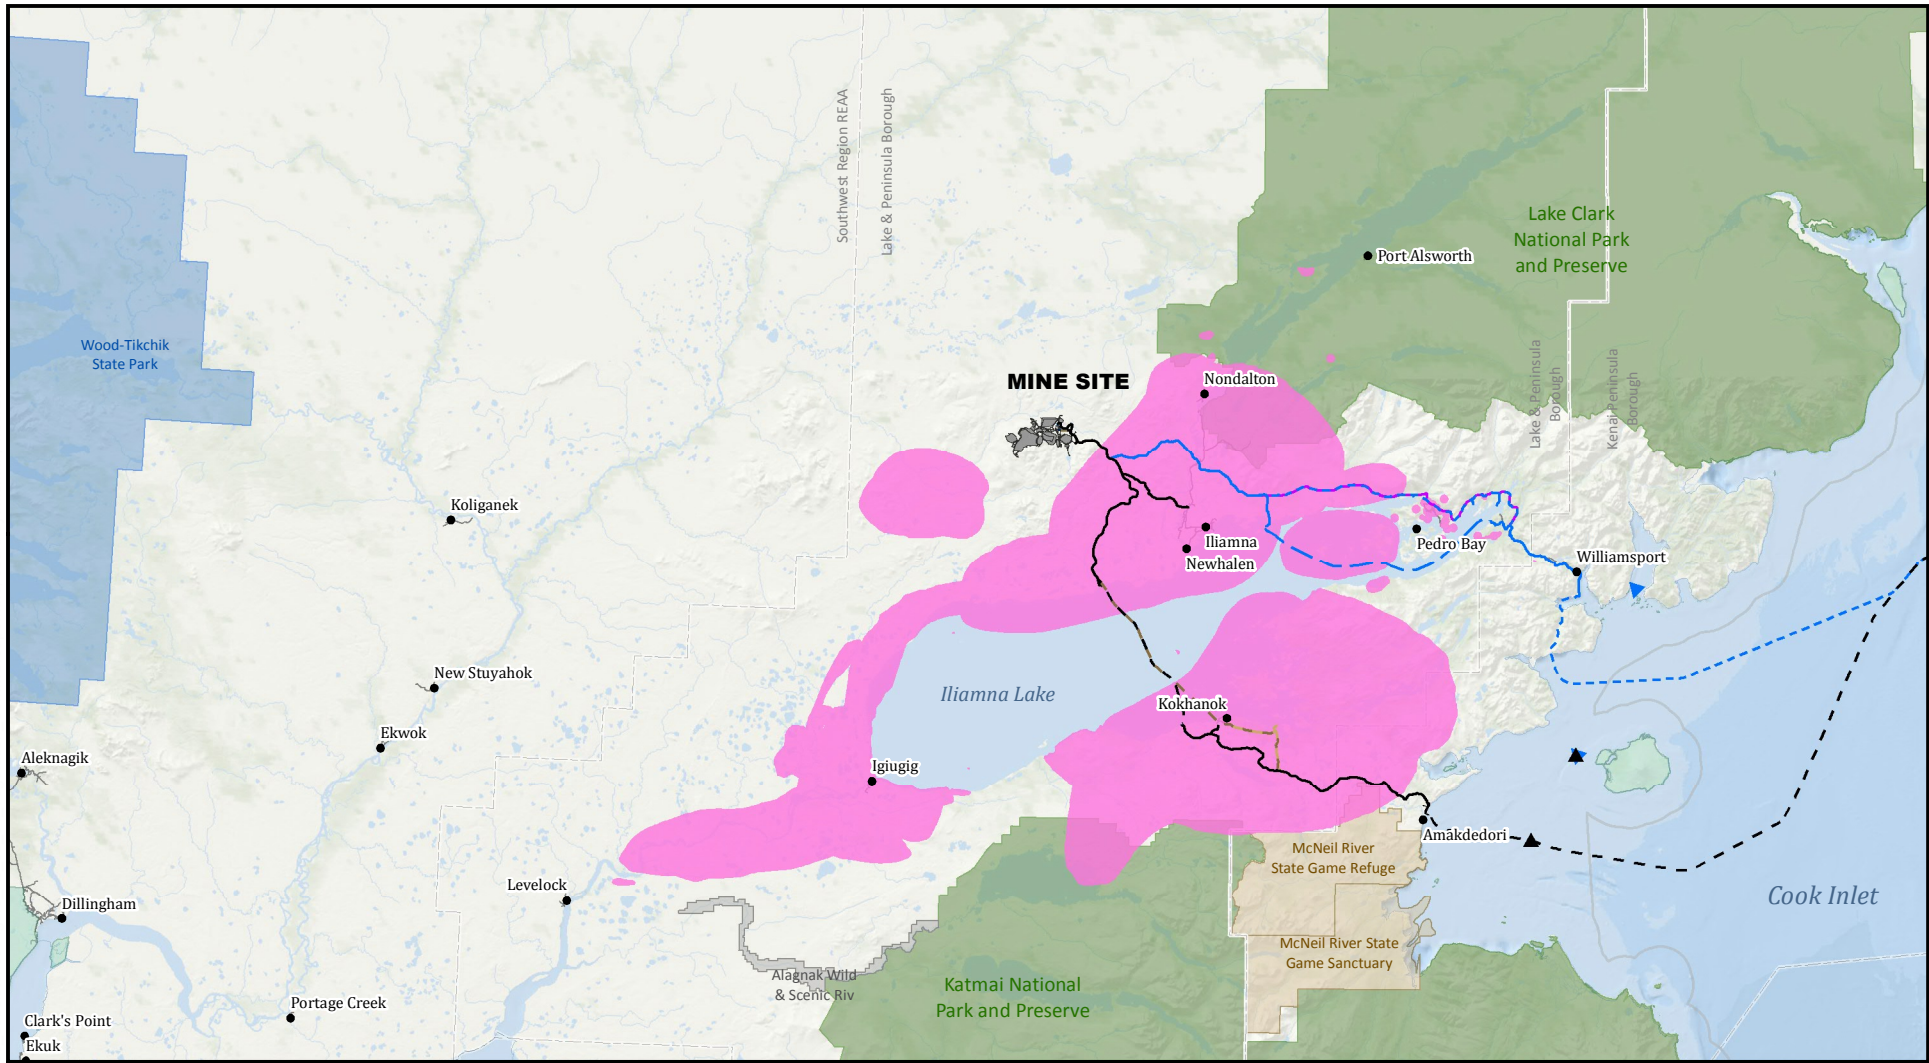 Southwest Region REAA
Lake & Peninsula Borough
Lake Clark
National Park
and Preserve
Port Alsworth
Wood-Tikchik
State Park
MINE SITE
Nondalton
Lake & Peninsula
Borough
Kenai Peninsula
Borough
Koliganek
Iliamna
Newhalen
Pedro Bay
Williamsport
New Stuyahok
Iliamna Lake
Kokhanok
Ekwok
Aleknagik
Igiugig
Amakdedori
McNeil River
State Game Refuge
Levelock
Cook Inlet
Dillingham
McNeil River State
Game Sanctuary
Alagnak Wild
& Scenic Riv
Katmai National
Park and Preserve
Portage Creek
Clark's Point
Ekuk